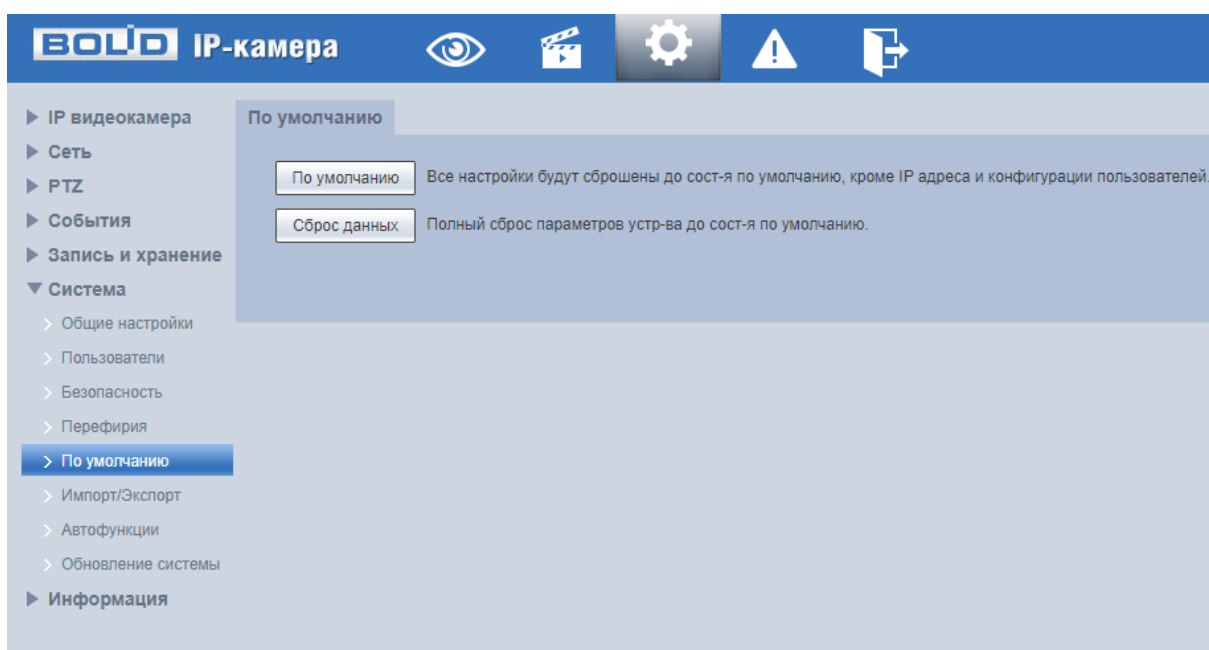 BOLID IP-камера
IP видеокамера
Сеть
PTZ
События
Запись и хранение
Система
Общие настройки
Пользователи
Безопасность
Перефирия
По умолчанию
Импорт/Экспорт
Автофункции
Обновление системы
Информация
По умолчанию
По умолчанию Все настройки будут сброшены до сост-я по умолчанию, кроме IP адреса и конфигурации пользователей.
Сброс данных Полный сброс параметров устр-ва до сост-я по умолчанию.